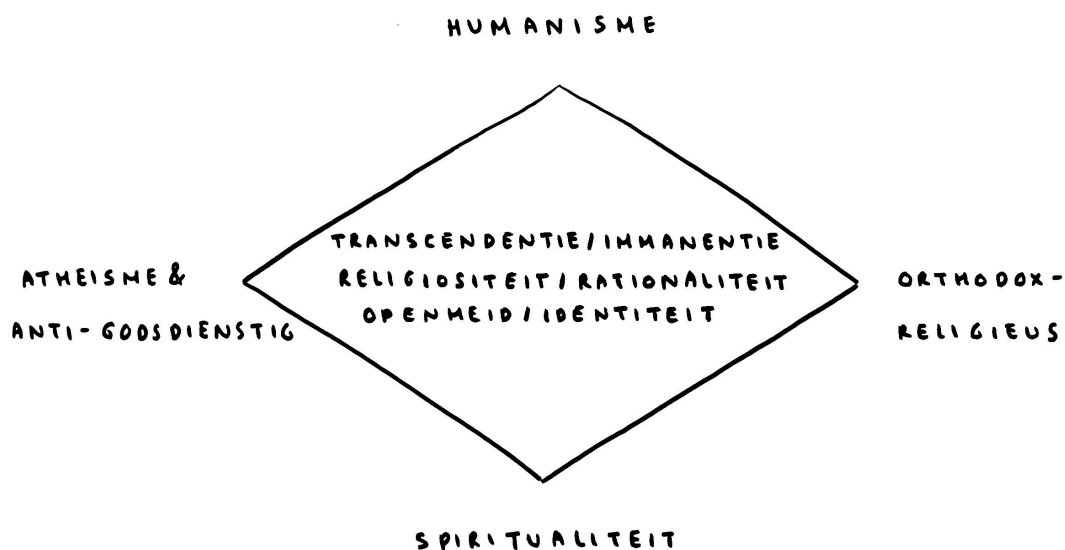 HUMANISME
TRANSCENDENTIE/IMMANENTIE
ATHEISME &
RELIGIOSITEIT/RATIONALITEIT
ORTHODOX-
OPENHEID/IDENTITEIT
ANTI-GODSDIENSTIG
RELIGIEUS
SPIRITUALITEIT